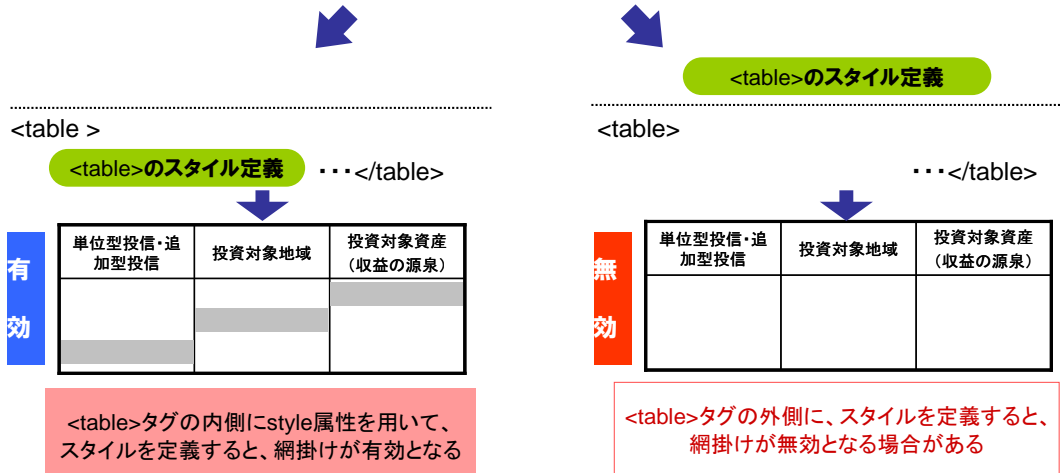 <table >
<table>のスタイル定義
・・・</table>
有
効
単位型投信・追
加型投信
投資対象地域
投資対象資産
（収益の源泉）
<table>タグの内側にstyle属性を用いて、
スタイルを定義すると、網掛けが有効となる
<table>のスタイル定義
<table>
・・・</table>
無
効
単位型投信・追
加型投信
投資対象地域
投資対象資産
（収益の源泉）
<table>タグの外側に、スタイルを定義すると、
網掛けが無効となる場合がある